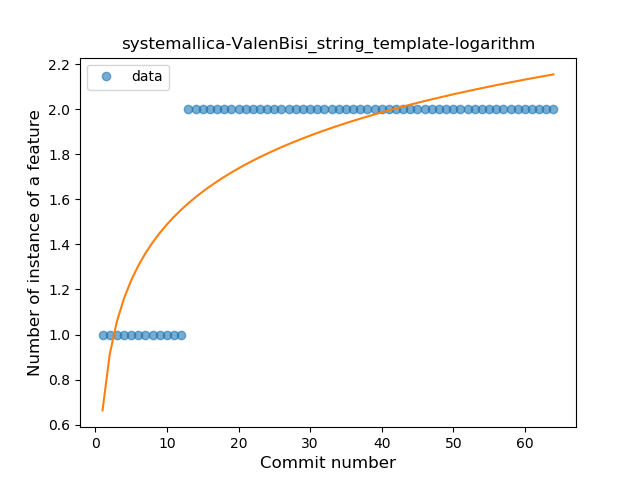 systemallica-ValenBisi_string_template-logarithm
data
Number of instance of a feature
2.2
2.0
1.8
1.6
1.4
1.2
1.0
0.8
0.6
0 10 20 30 40 50 60
Commit number